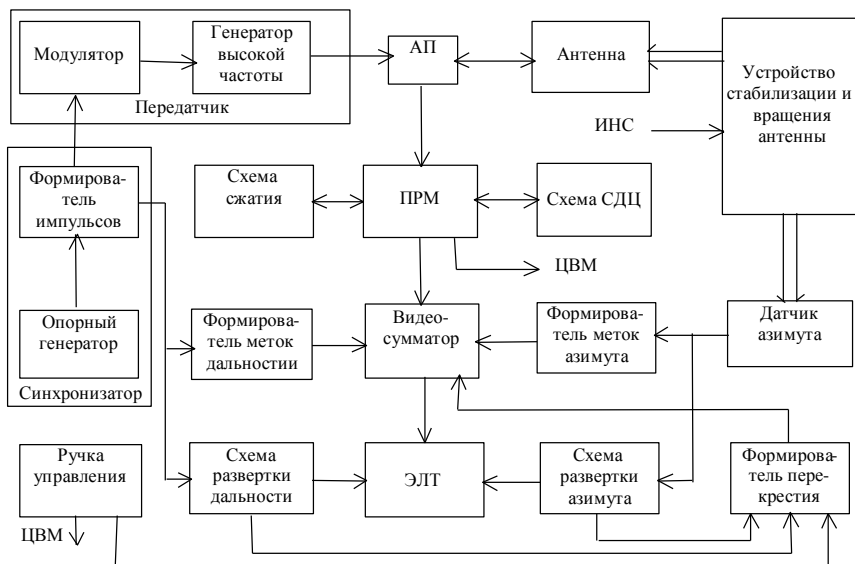 Модулятор
Генератор
высокой
частоты
Передатчик
АП
Антенна
Устройство
стабилизации и
вращения
антенны
ИНС
Формирова-
тель
импульсов
Схема
сжатия
ПРМ
Схема СДЦ
ЦВМ
Опорный
генератор
Синхронизатор
Формирова-
тель меток
дальностии
Видео-
сумматор
Формирова-
тель меток
азимута
Датчик
азимута
Ручка
управления
ЦВМ
Схема
развертки
дальности
ЭЛТ
Схема
развертки
азимута
Формирова-
тель пере-
крестия